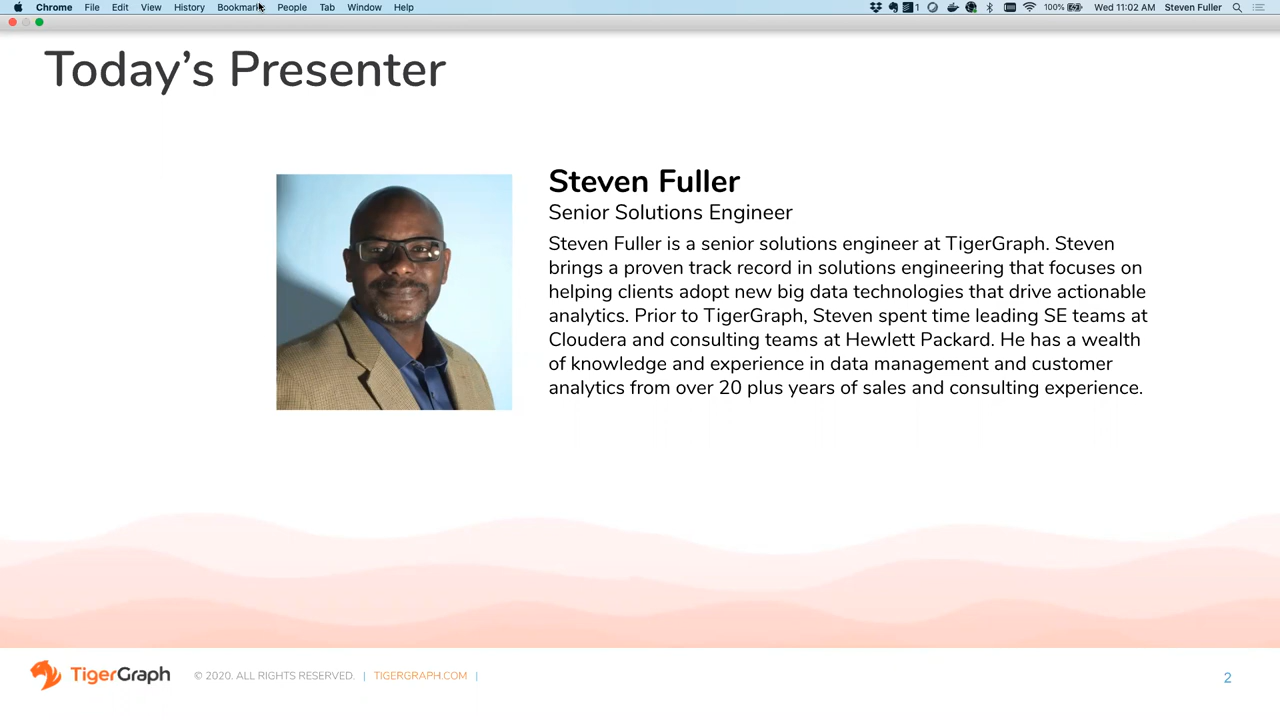 Chrome File Edit View History Bookmark People Tab Window Help 1 100% Wed 11:02 AM Steven Fuller
Today's Presenter
Steven Fuller
Senior Solutions Engineer
Steven Fuller is a senior solutions engineer at TigerGraph. Steven
brings a proven track record in solutions engineering that focuses on
helping clients adopt new big data technologies that drive actionable
analytics. Prior to TigerGraph, Steven spent time leading SE teams at
Cloudera and consulting teams at Hewlett Packard. He has a wealth
of knowledge and experience in data management and customer
analytics from over 20 plus years of sales and consulting experience.
TigerGraph © 2020. ALL RIGHTS RESERVED. | TIGERGRAPH.COM | 2